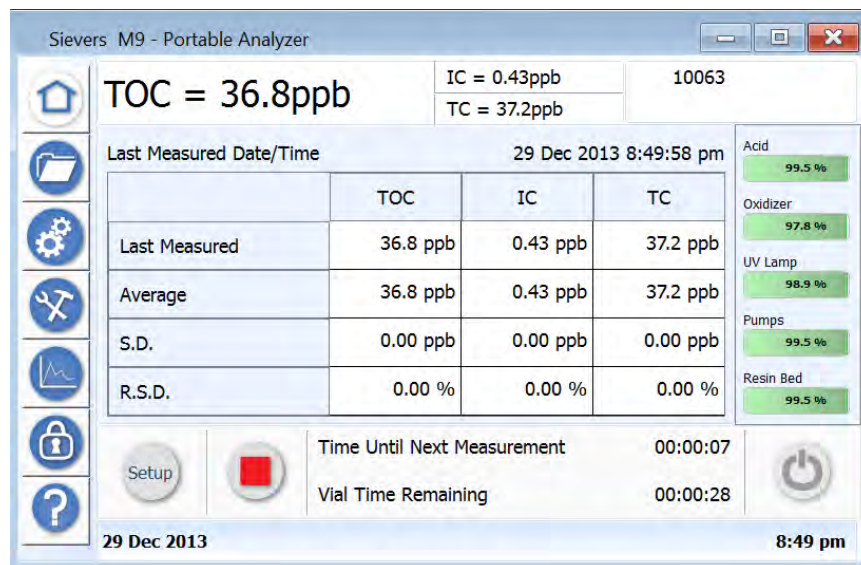 Sievers M9 - Portable Analyzer
TOC = 36.8ppb
IC = 0.43ppb
TC = 37.2ppb
10063
Last Measured Date/Time 29 Dec 2013 8:49:58 pm
TOC IC TC
Last Measured 36.8 ppb 0.43 ppb 37.2 ppb
Average 36.8 ppb 0.43 ppb 37.2 ppb
S.D. 0.00 ppb 0.00 ppb 0.00 ppb
R.S.D. 0.00 % 0.00 % 0.00 %
Acid
99.5 %
Oxidizer
97.8 %
UV Lamp
98.9 %
Pumps
99.5 %
Resin Bed
99.5 %
Setup
Time Until Next Measurement 00:00:07
Vial Time Remaining 00:00:28
?
29 Dec 2013 8:49 pm